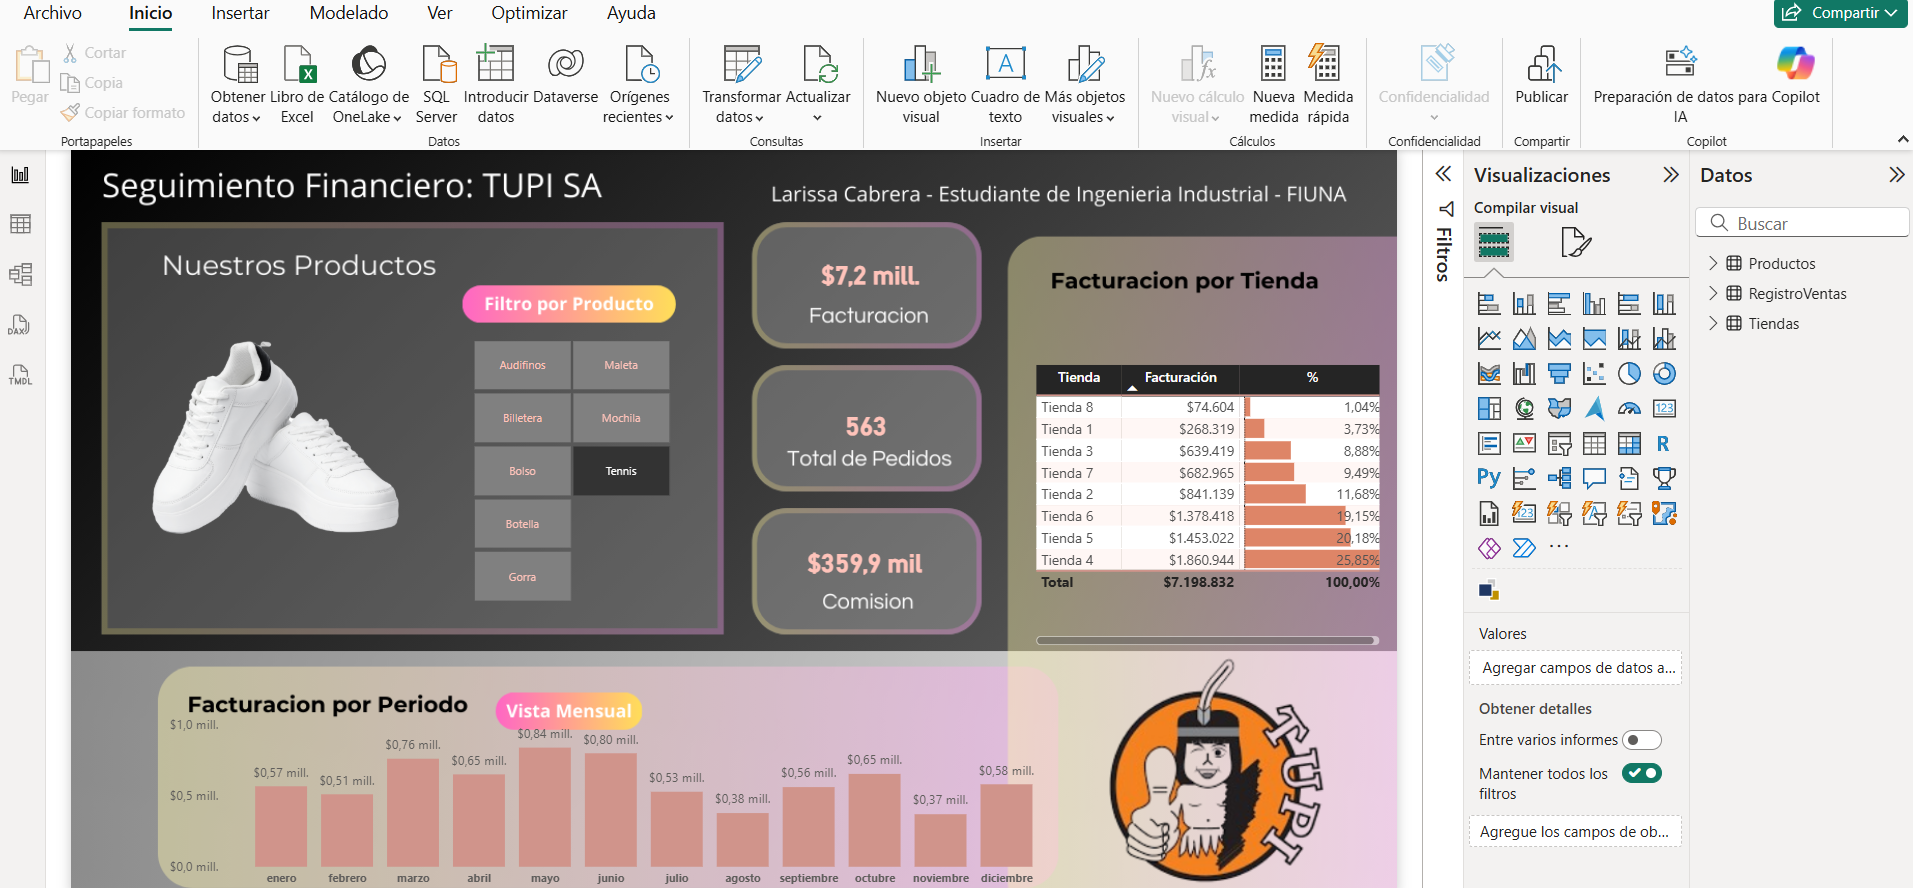 Archivo Inicio Insertar Modelado Ver Optimizar Ayuda Compartir
Pegar
Cortar
Copia
Copiar formato
Portapapeles
Obtener datos
Libro de Excel
Catálogo de OneLake
SQL Server
Introducir datos
Dataverse
Orígenes recientes
Datos
Transformar datos
Actualizar
Consultas
Nuevo objeto visual
Cuadro de texto
Más objetos visuales
Insertar
Nuevo cálculo visual
Nueva medida
Medida rápida
Cálculos
Confidencialidad
Confidencialidad
Publicar
Compartir
Preparación de datos para IA
Copilot
Copilot
DAX
TMDL
Seguimiento Financiero: TUPI SA
Larissa Cabrera - Estudiante de Ingenieria Industrial - FIUNA
Nuestros Productos
Filtro por Producto
Audifinos Maleta
Billetera Mochila
Bolso Tennis
Botella
Gorra
$7,2 mill.
Facturacion
563
Total de Pedidos
$359,9 mil
Comision
Facturacion por Tienda
Tienda Facturación %
Tienda 8 $74.604 1,04%
Tienda 1 $268.319 3,73%
Tienda 3 $639.419 8,88%
Tienda 7 $682.965 9,49%
Tienda 2 $841.139 11,68%
Tienda 6 $1.378.418 19,15%
Tienda 5 $1.453.022 20,18%
Tienda 4 $1.860.944 25,85%
Total $7.198.832 100,00%
Facturacion por Periodo
Vista Mensual
$1,0 mill.
$0,5 mill.
$0,0 mill.
$0,57 mill. $0,51 mill. $0,76 mill. $0,65 mill. $0,84 mill. $0,80 mill. $0,53 mill. $0,38 mill. $0,56 mill. $0,65 mill. $0,37 mill. $0,58 mill.
enero febrero marzo abril mayo junio julio agosto septiembre octubre noviembre diciembre
TUPI
Filtros
Visualizaciones
Compilar visual
123
R
Py
123
Valores
Agregar campos de datos a...
Obtener detalles
Entre varios informes
Mantener todos los
filtros
Agregue los campos de ob...
Datos
Buscar
Productos
RegistroVentas
Tiendas